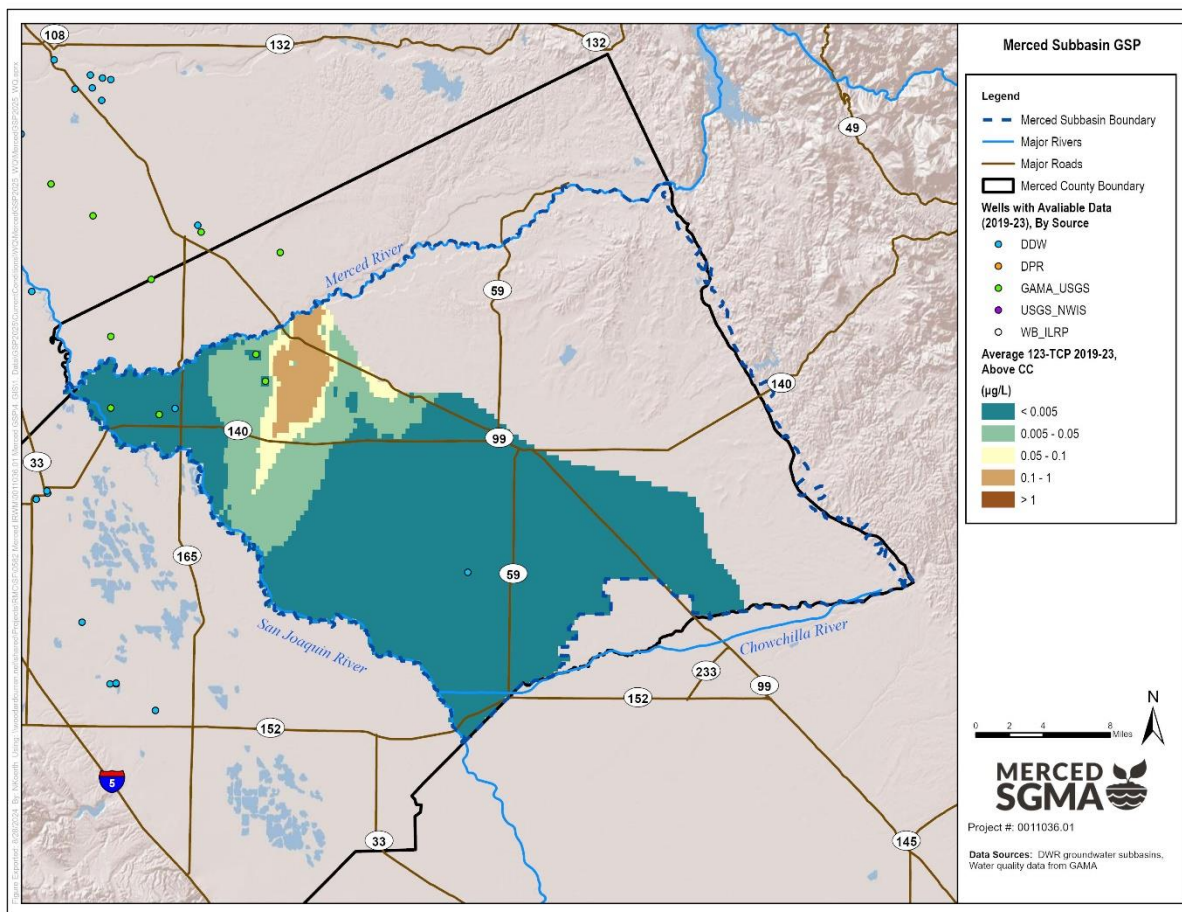 Merced Subbasin GSP
Legend
Merced Subbasin Boundary
Major Rivers
Major Roads
Merced County Boundary
Wells with Avaliable Data
(2019-23), By Source
DDW
DPR
GAMA_USGS
USGS_NWIS
WB_ILRP
Average 123-TCP 2019-23,
Above CC
(µg/L)
< 0.005
0.005 - 0.05
0.05 - 0.1
0.1 - 1
> 1
108
132
132
49
Merced River
59
140
140
99
33
165
59
San Joaquin River
Chowchilla River
233
99
152
152
5
33
145
N
0 2 4 8
Miles
MERCED
SGMA
Project #: 0011036.01
Data Sources: DWR groundwater subbasins,
Water quality data from GAMA